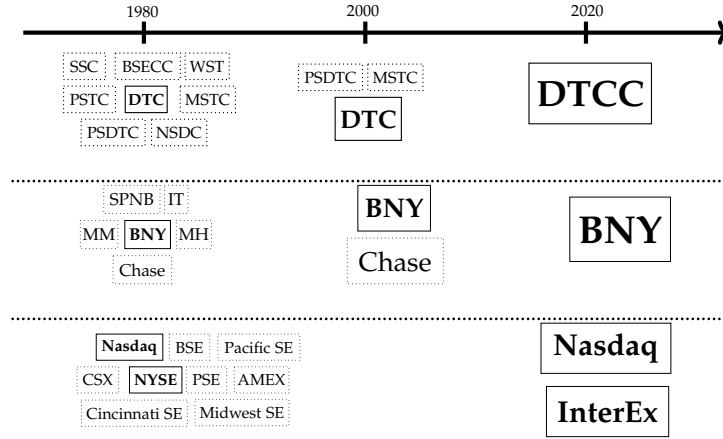 1980 2000 2020
SSC BSECC WST
PSTC DTC MSTC
PSDTC NSDC
PSDTC MSTC
DTC
DTCC
SPNB IT
MM BNY MH
Chase
BNY
Chase
BNY
Nasdaq BSE Pacific SE
CSX NYSE PSE AMEX
Cincinnati SE Midwest SE
Nasdaq
InterEx